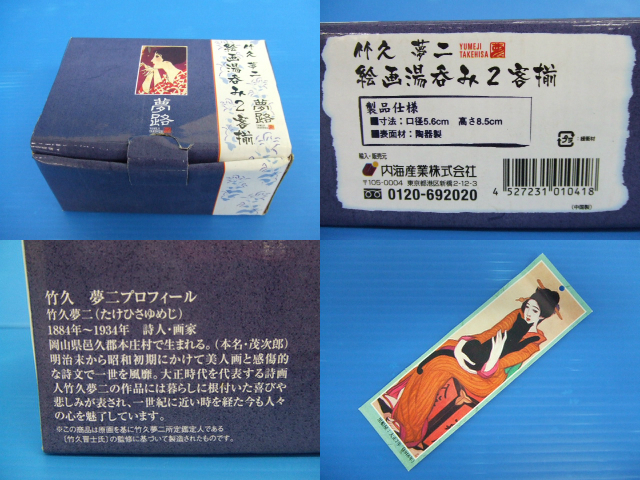 竹久 夢二
絵画湯呑み2客揃
夢路
竹久 夢二
YUMEJI
TAKEHISA
夢
絵画湯呑み2客揃
製品仕様
■寸法:口径5.6cm 高さ8.5cm
■表面材:陶器製
輸入・販売元
内海産業株式会社
〒105-0004 東京都港区新橋2-12-3
0120-692020
4 527231 010418
(中国製)
竹久 夢二プロフィール
竹久夢二(たけひさゆめじ)
1884年~1934年 詩人・画家
岡山県邑久郡本庄村で生まれる。(本名・茂次郎)
明治末から昭和初期にかけて美人画と感傷的
な詩文で一世を風靡。大正時代を代表する詩画
人竹久夢二の作品には暮らしに根付いた喜びや
悲しみが表され、一世紀に近い時を経た今も人々
の心を魅了しています。
※この商品は原画を基に竹久夢二所定鑑定人である
(竹久晋士氏)の監修に基づいて製造されたものです。